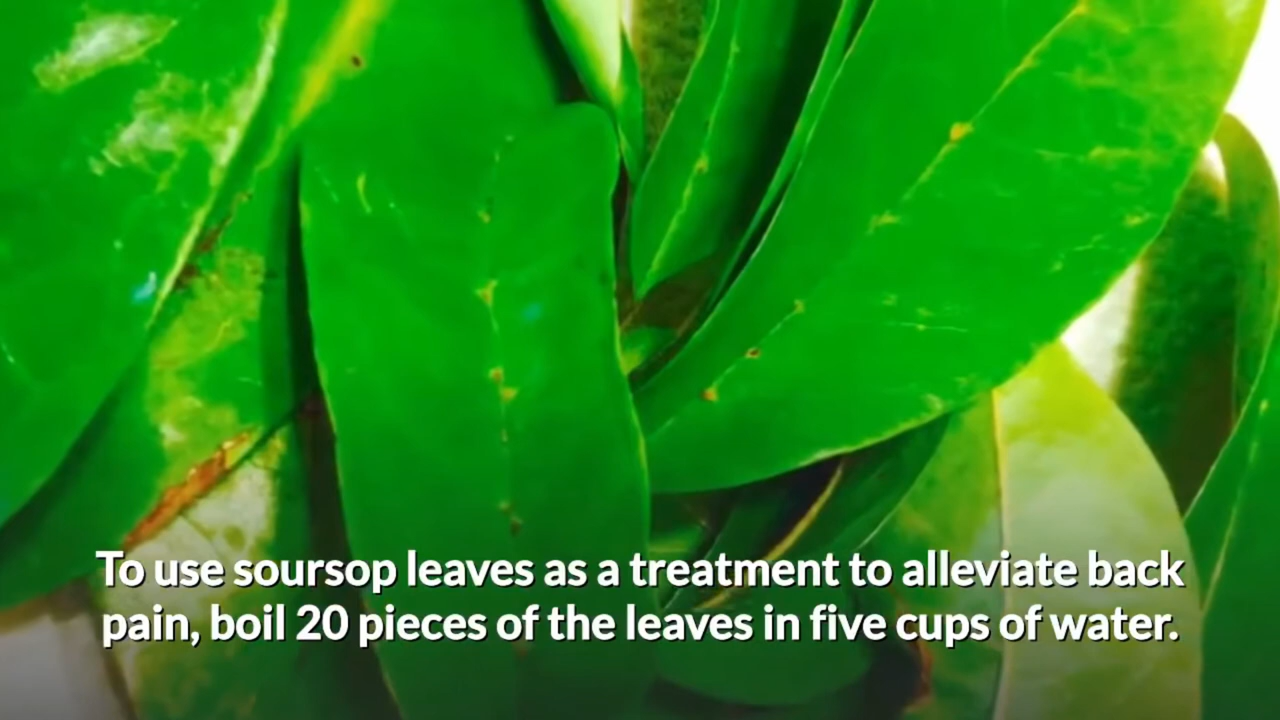 To use soursop leaves as a treatment to alleviate back
pain, boil 20 pieces of the leaves in five cups of water.